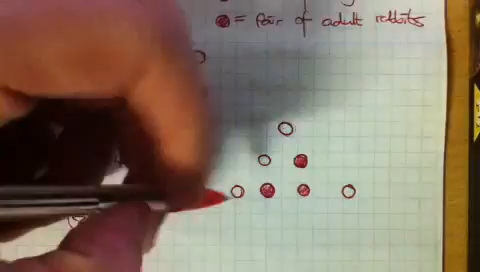 = pair of adult rabbits